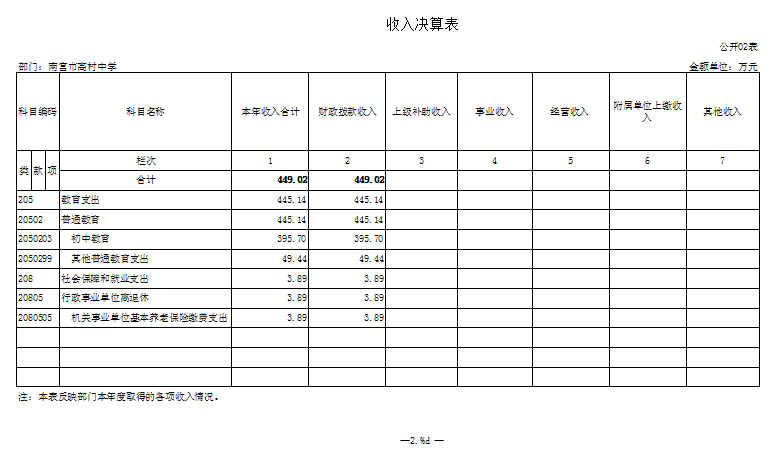 收入决算表
公开02表
部门：南宫市高村中学 金额单位：万元
科目编码 科目名称 本年收入合计 财政拨款收入 上级补助收入 事业收入 经营收入 附属单位上缴收入 其他收入
类 款 项 栏次 1 2 3 4 5 6 7
合计 449.02 449.02
205 教育支出 445.14 445.14
20502 普通教育 445.14 445.14
2050203 初中教育 395.70 395.70
2050299 其他普通教育支出 49.44 49.44
208 社会保障和就业支出 3.89 3.89
20805 行政事业单位离退休 3.89 3.89
2080505 机关事业单位基本养老保险缴费支出 3.89 3.89
注：本表反映部门本年度取得的各项收入情况。
—2.%d —